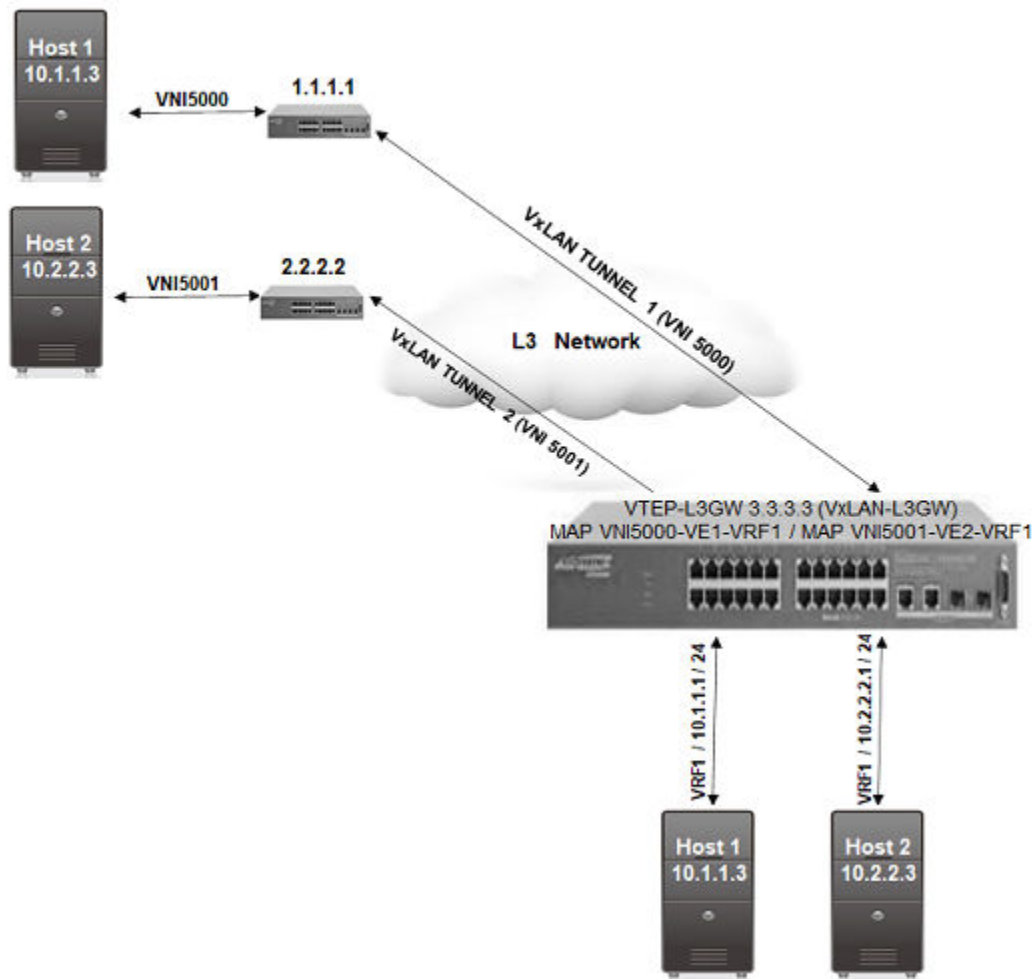 Host 1
10.1.1.3
VNI5000
1.1.1.1
Host 2
10.2.2.3
VNI5001
2.2.2.2
VxLAN TUNNEL 1 (VNI 5000)
L3 Network
VxLAN TUNNEL 2 (VNI 5001)
VTEP-L3GW 3.3.3.3 (VxLAN-L3GW)
MAP VNI5000-VE1-VRF1 / MAP VNI5001-VE2-VRF1
VRF1 / 10.1.1.1 / 24
VRF1 / 10.2.2.2.1 / 24
Host 1
10.1.1.3
Host 2
10.2.2.3